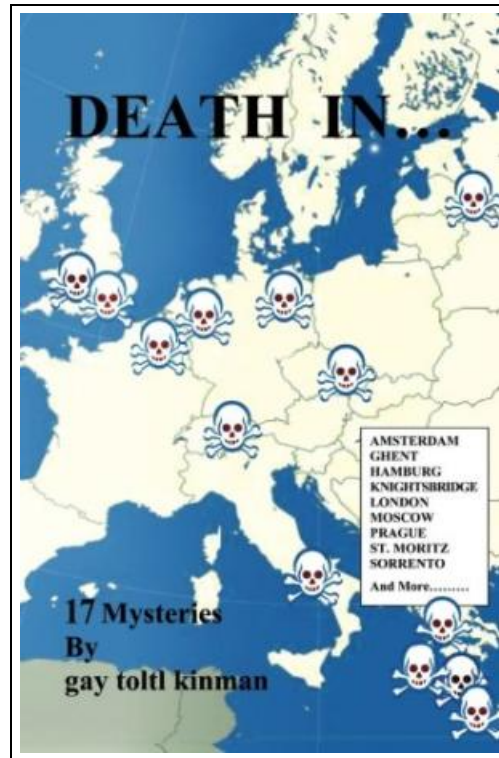 DEATH IN...
AMSTERDAM
GHENT
HAMBURG
KNIGHTSBRIDGE
LONDON
MOSCOW
PRAGUE
ST. MORITZ
SORRENTO
And More.........
17 Mysteries
By
gay toltl kinman